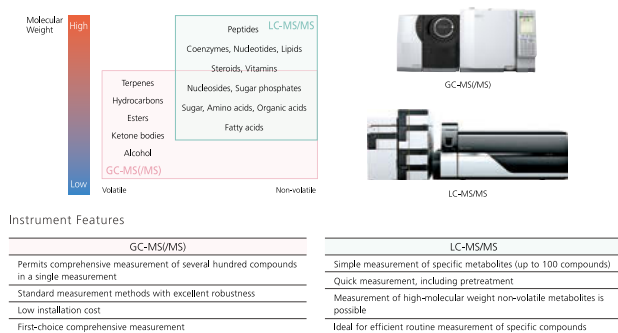 Molecular
Weight
High
Low
Peptides
LC-MS/MS
Coenzymes, Nucleotides, Lipids
Steroids, Vitamins
Terpenes
Nucleosides, Sugar phosphates
Hydrocarbons
Sugar, Amino acids, Organic acids
Esters
Fatty acids
Ketone bodies
Alcohol
GC-MS(/MS)
Volatile
Non-volatile
GC-MS(/MS)
LC-MS/MS
Instrument Features
GC-MS(/MS)
Permits comprehensive measurement of several hundred compounds
in a single measurement
Standard measurement methods with excellent robustness
Low installation cost
First-choice comprehensive measurement
LC-MS/MS
Simple measurement of specific metabolites (up to 100 compounds)
Quick measurement, including pretreatment
Measurement of high-molecular weight non-volatile metabolites is
possible
Ideal for efficient routine measurement of specific compounds